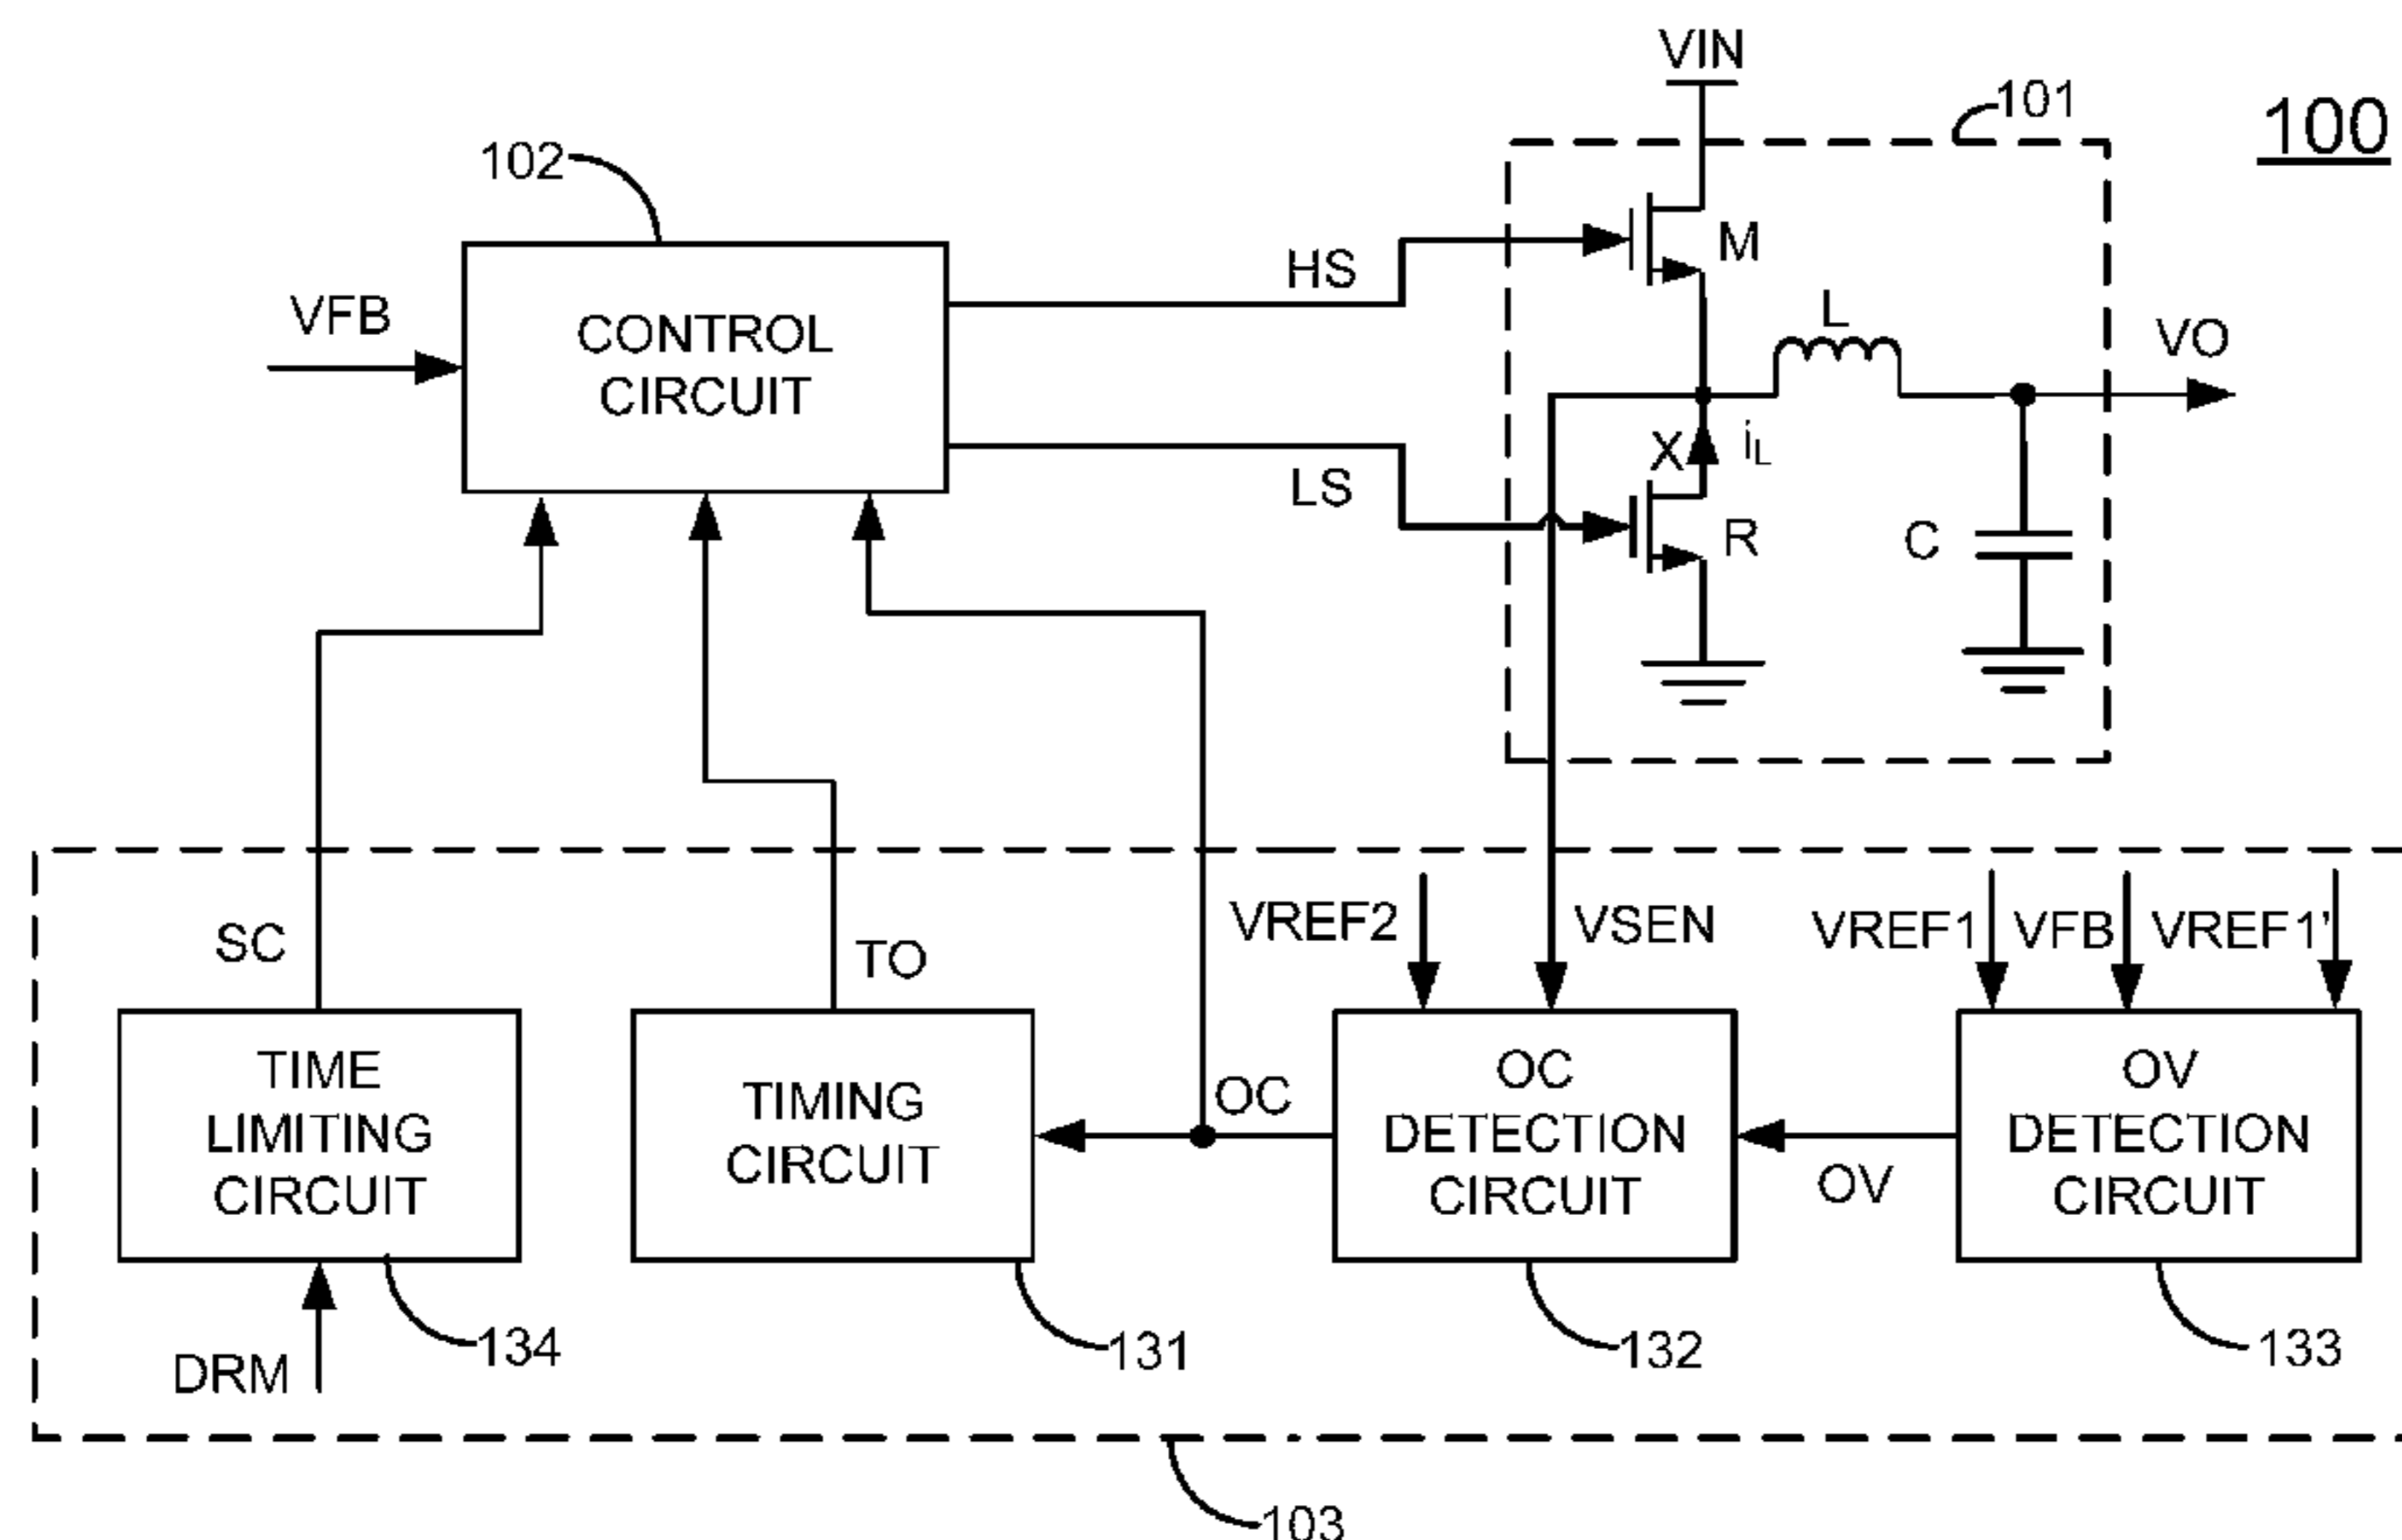 VIN
101
100
102
HS
M
VFB
CONTROL
CIRCUIT
L
VO
X
iL
LS
R
C
SC
TO
VREF2
VSEN
VREF1
VFB
VREF1'
TIME
LIMITING
CIRCUIT
TIMING
CIRCUIT
OC
OC
DETECTION
CIRCUIT
OV
OV
DETECTION
CIRCUIT
DRM
134
131
132
133
103